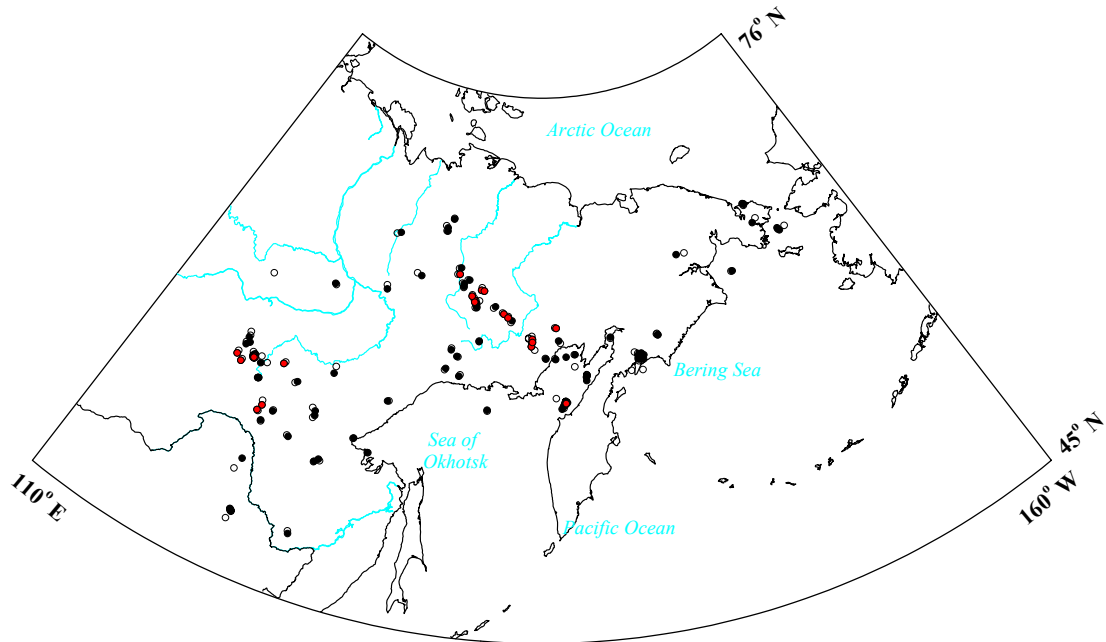 76° N
Arctic Ocean
Bering Sea
Sea of
Okhotsk
Pacific Ocean
45° N
160° W
110° E